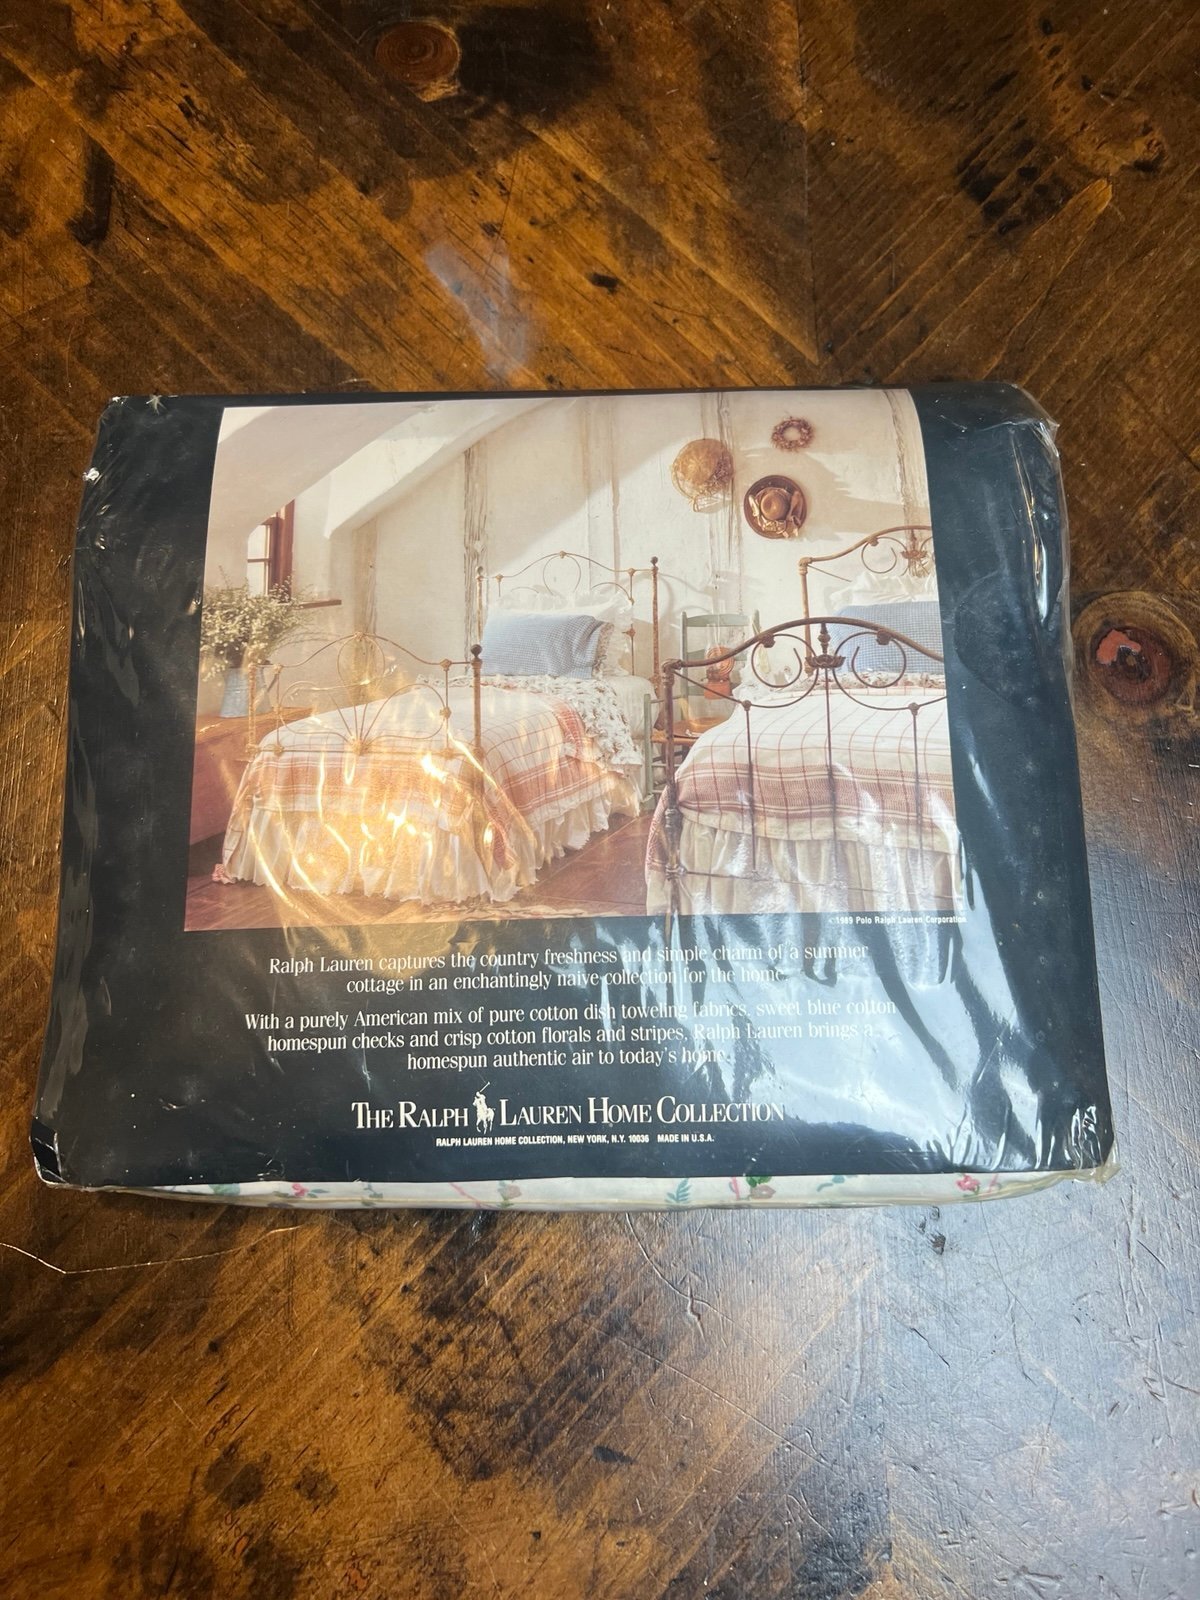 1989 Polo Ralph Lauren Corporation
Ralph Lauren captures the country freshness and simple charm of a summer
cottage in an enchantingly naive collection for the home.
With a purely American mix of pure cotton dish toweling fabrics, sweet blue cotton
homespun checks and crisp cotton florals and stripes, Ralph Lauren brings a
homespun authentic air to today's home.
THE RALPH LAUREN HOME COLLECTION
RALPH LAUREN HOME COLLECTION, NEW YORK, N.Y. 10036 MADE IN U.S.A.